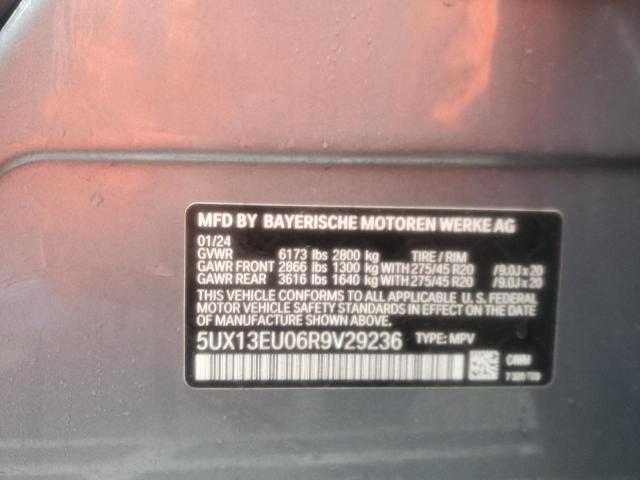 MFD BY BAYERISCHE MOTOREN WERKE AG
01/24
GVWR 6173 lbs 2800 kg TIRE / RIM
GAWR FRONT 2866 lbs 1300 kg WITH 275/45 R20 / 9.0J x 20
GAWR REAR 3616 lbs 1640 kg WITH 275/45 R20 / 9.0J x 20
THIS VEHICLE CONFORMS TO ALL APPLICABLE U. S. FEDERAL
MOTOR VEHICLE SAFETY STANDARDS IN EFFECT ON THE
DATE OF MANUFACTURE SHOWN ABOVE.
5UX13EU06R9V29236 TYPE: MPV